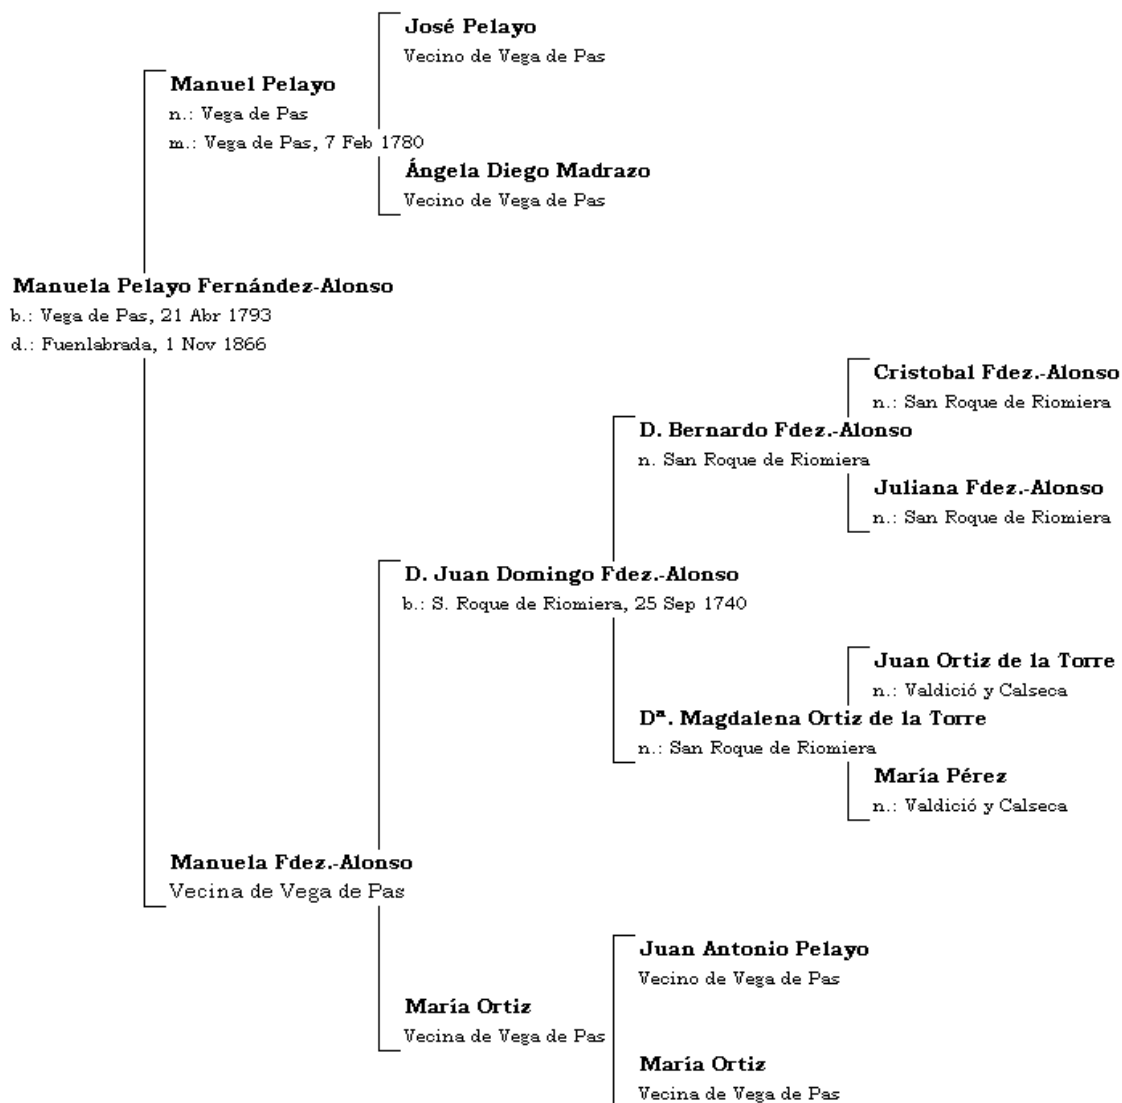 José Pelayo
Vecino de Vega de Pas
Manuel Pelayo
n.: Vega de Pas
m.: Vega de Pas, 7 Feb 1780
Ángela Diego Madrazo
Vecino de Vega de Pas
Manuela Pelayo Fernández-Alonso
b.: Vega de Pas, 21 Abr 1793
d.: Fuenlabrada, 1 Nov 1866
Cristobal Fdez.-Alonso
n.: San Roque de Riomiera
D. Bernardo Fdez.-Alonso
n. San Roque de Riomiera
Juliana Fdez.-Alonso
n.: San Roque de Riomiera
D. Juan Domingo Fdez.-Alonso
b.: S. Roque de Riomiera, 25 Sep 1740
Juan Ortiz de la Torre
n.: Valdició y Calseca
Dª. Magdalena Ortiz de la Torre
n.: San Roque de Riomiera
María Pérez
n.: Valdició y Calseca
Manuela Fdez.-Alonso
Vecina de Vega de Pas
Juan Antonio Pelayo
Vecino de Vega de Pas
María Ortiz
Vecina de Vega de Pas
María Ortiz
Vecina de Vega de Pas